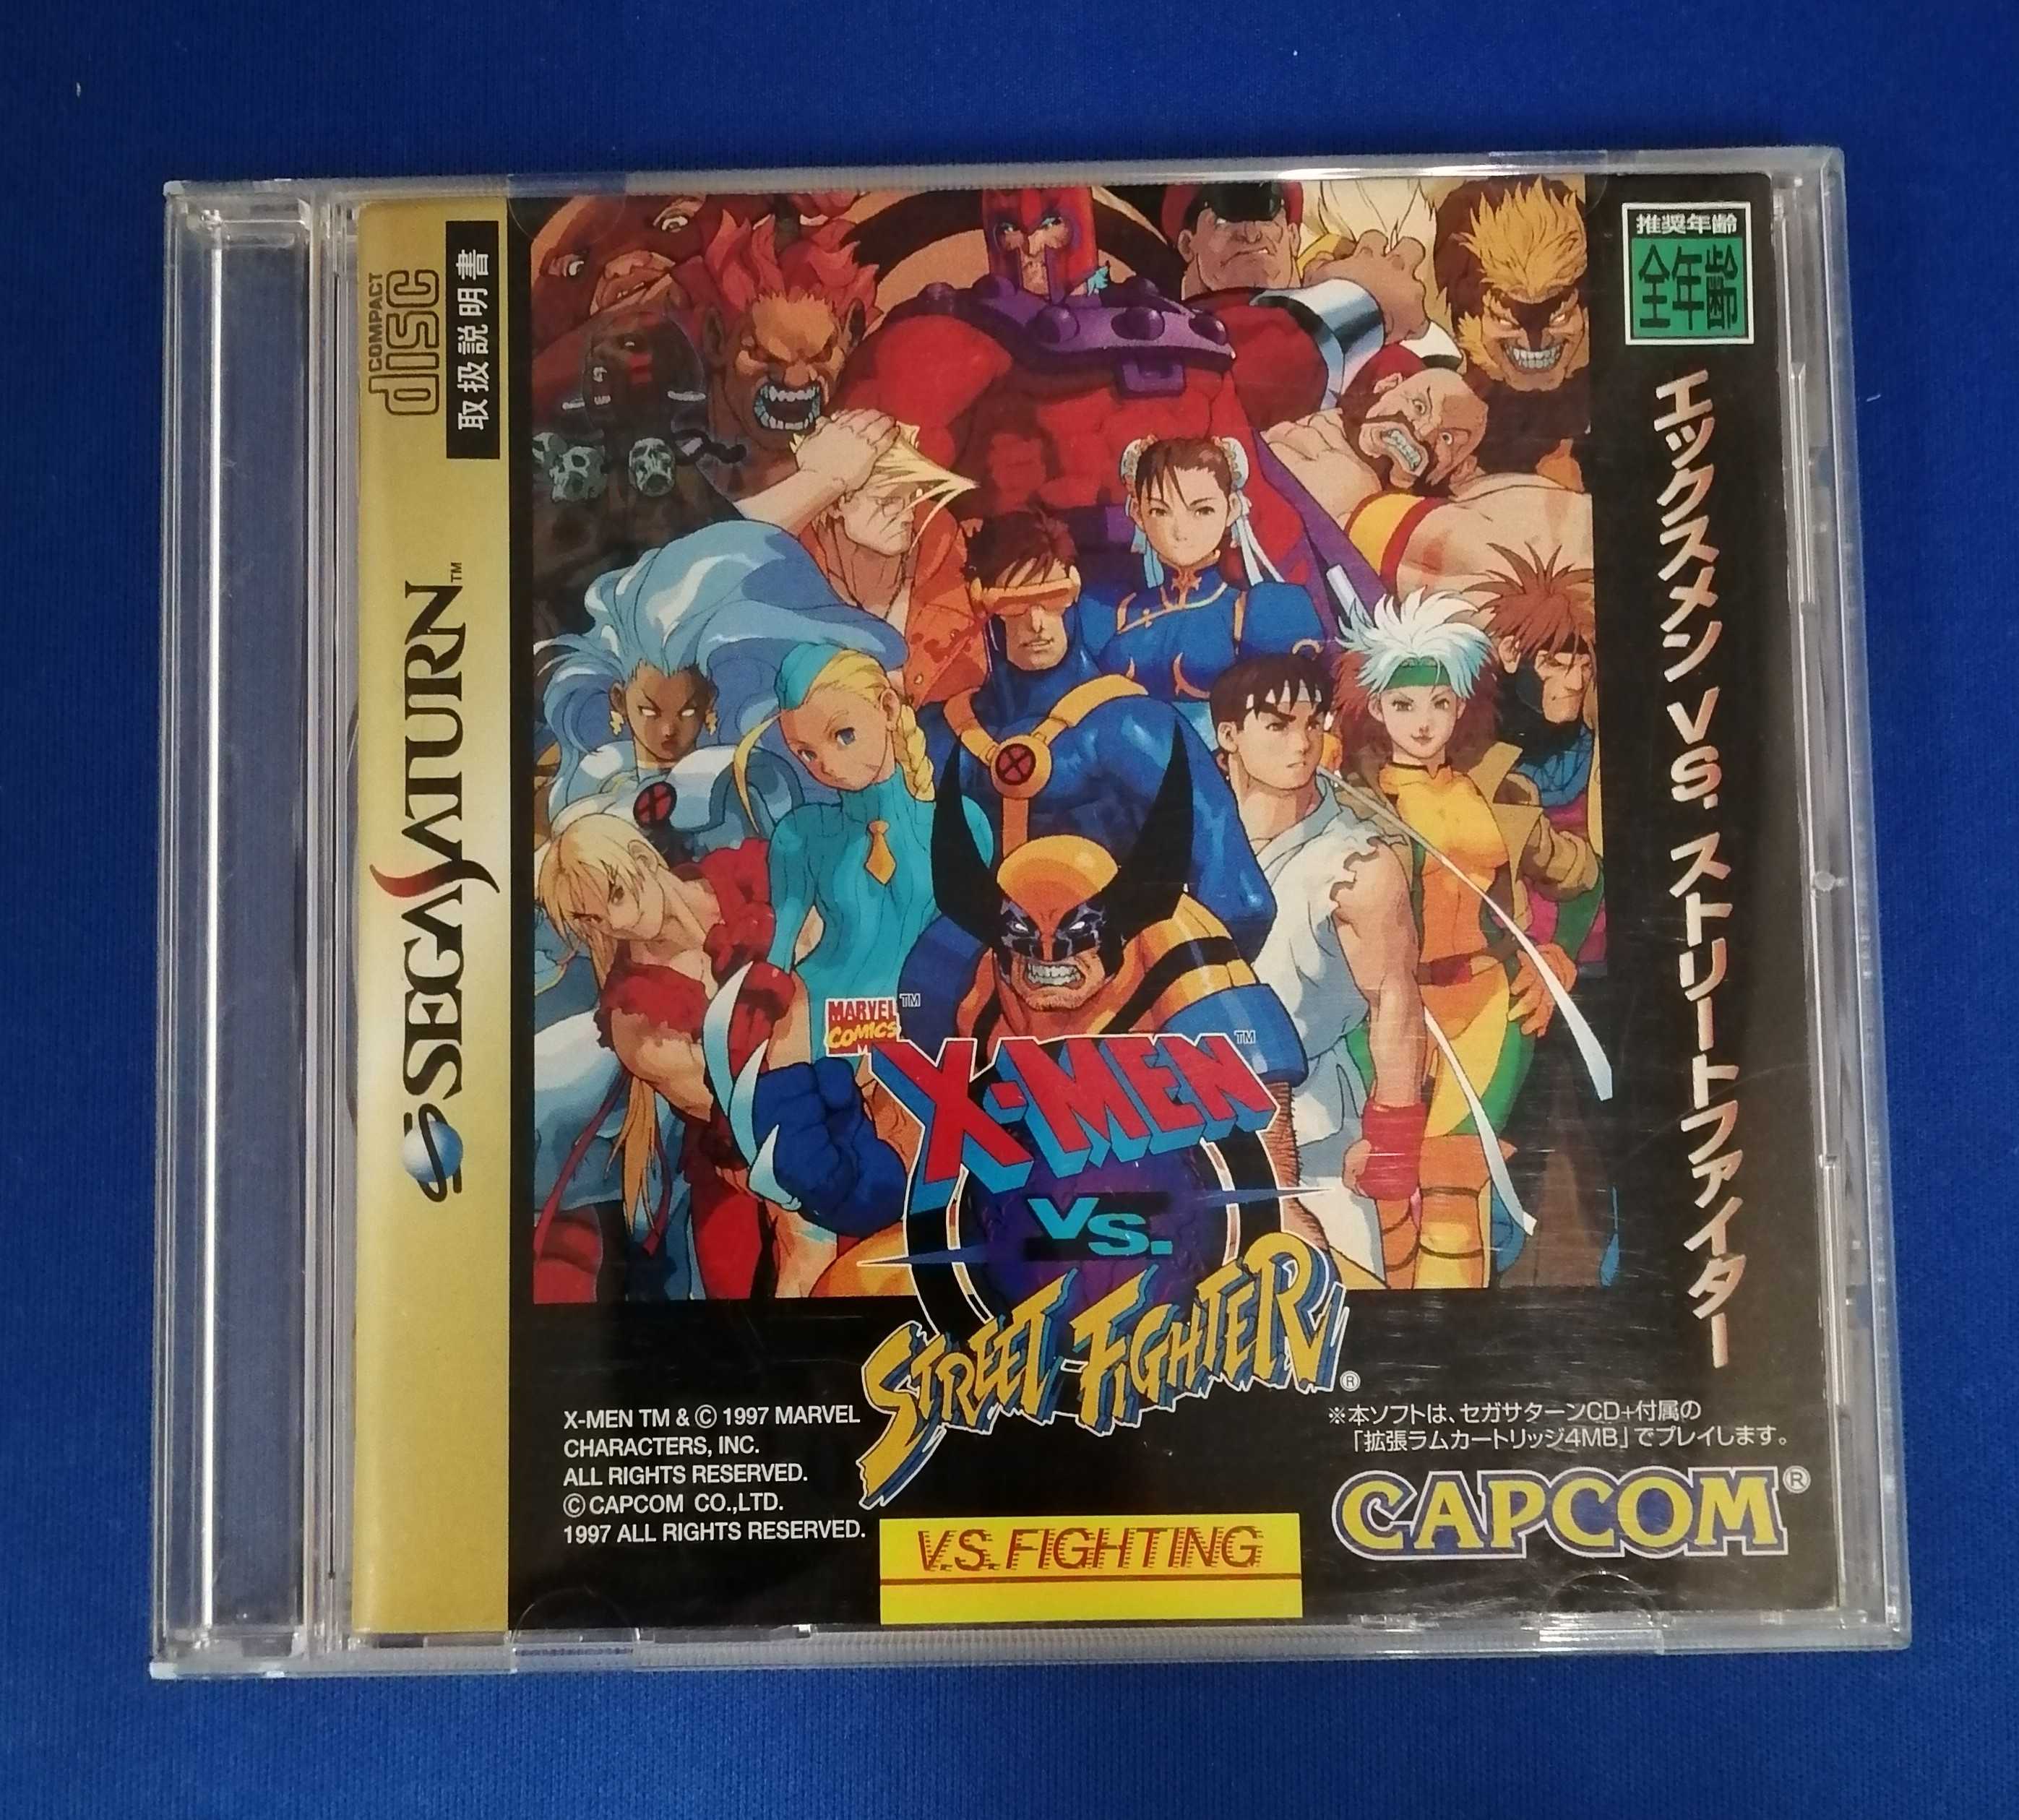 COMPACT
disc
取扱説明書
SEGA SATURN™
推奨年齢
全年齢
エックスメン VS. ストリートファイター
MARVEL
COMICS
™
X-MEN™
VS.
STREET FIGHTER®
X-MEN TM & © 1997 MARVEL
CHARACTERS, INC.
ALL RIGHTS RESERVED.
© CAPCOM CO.,LTD.
1997 ALL RIGHTS RESERVED.
※本ソフトは、セガサターンCD+付属の
「拡張ラムカートリッジ4MB」でプレイします。
CAPCOM®
V.S. FIGHTING